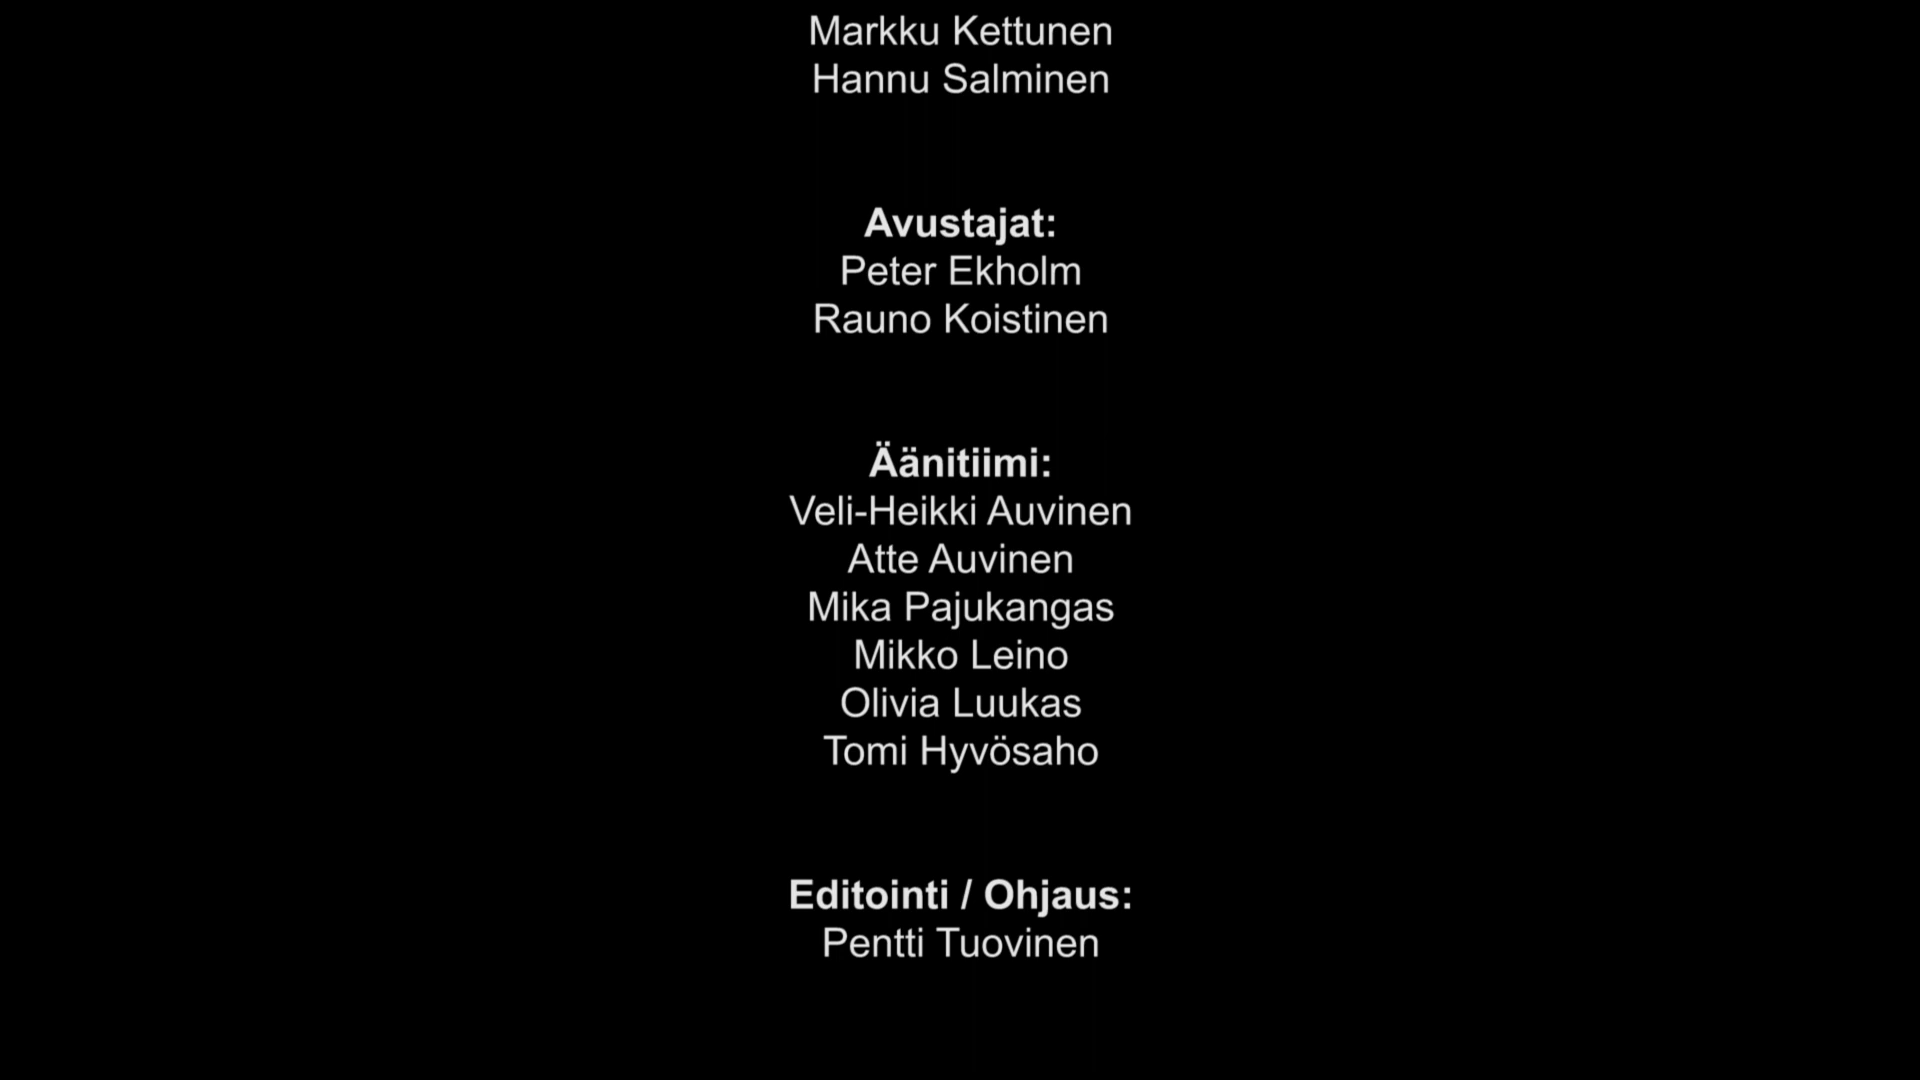 Markku Kettunen
Hannu Salminen
Avustajat:
Peter Ekholm
Rauno Koistinen
Äänitiimi:
Veli-Heikki Auvinen
Atte Auvinen
Mika Pajukangas
Mikko Leino
Olivia Luukas
Tomi Hyvösaho
Editointi / Ohjaus:
Pentti Tuovinen